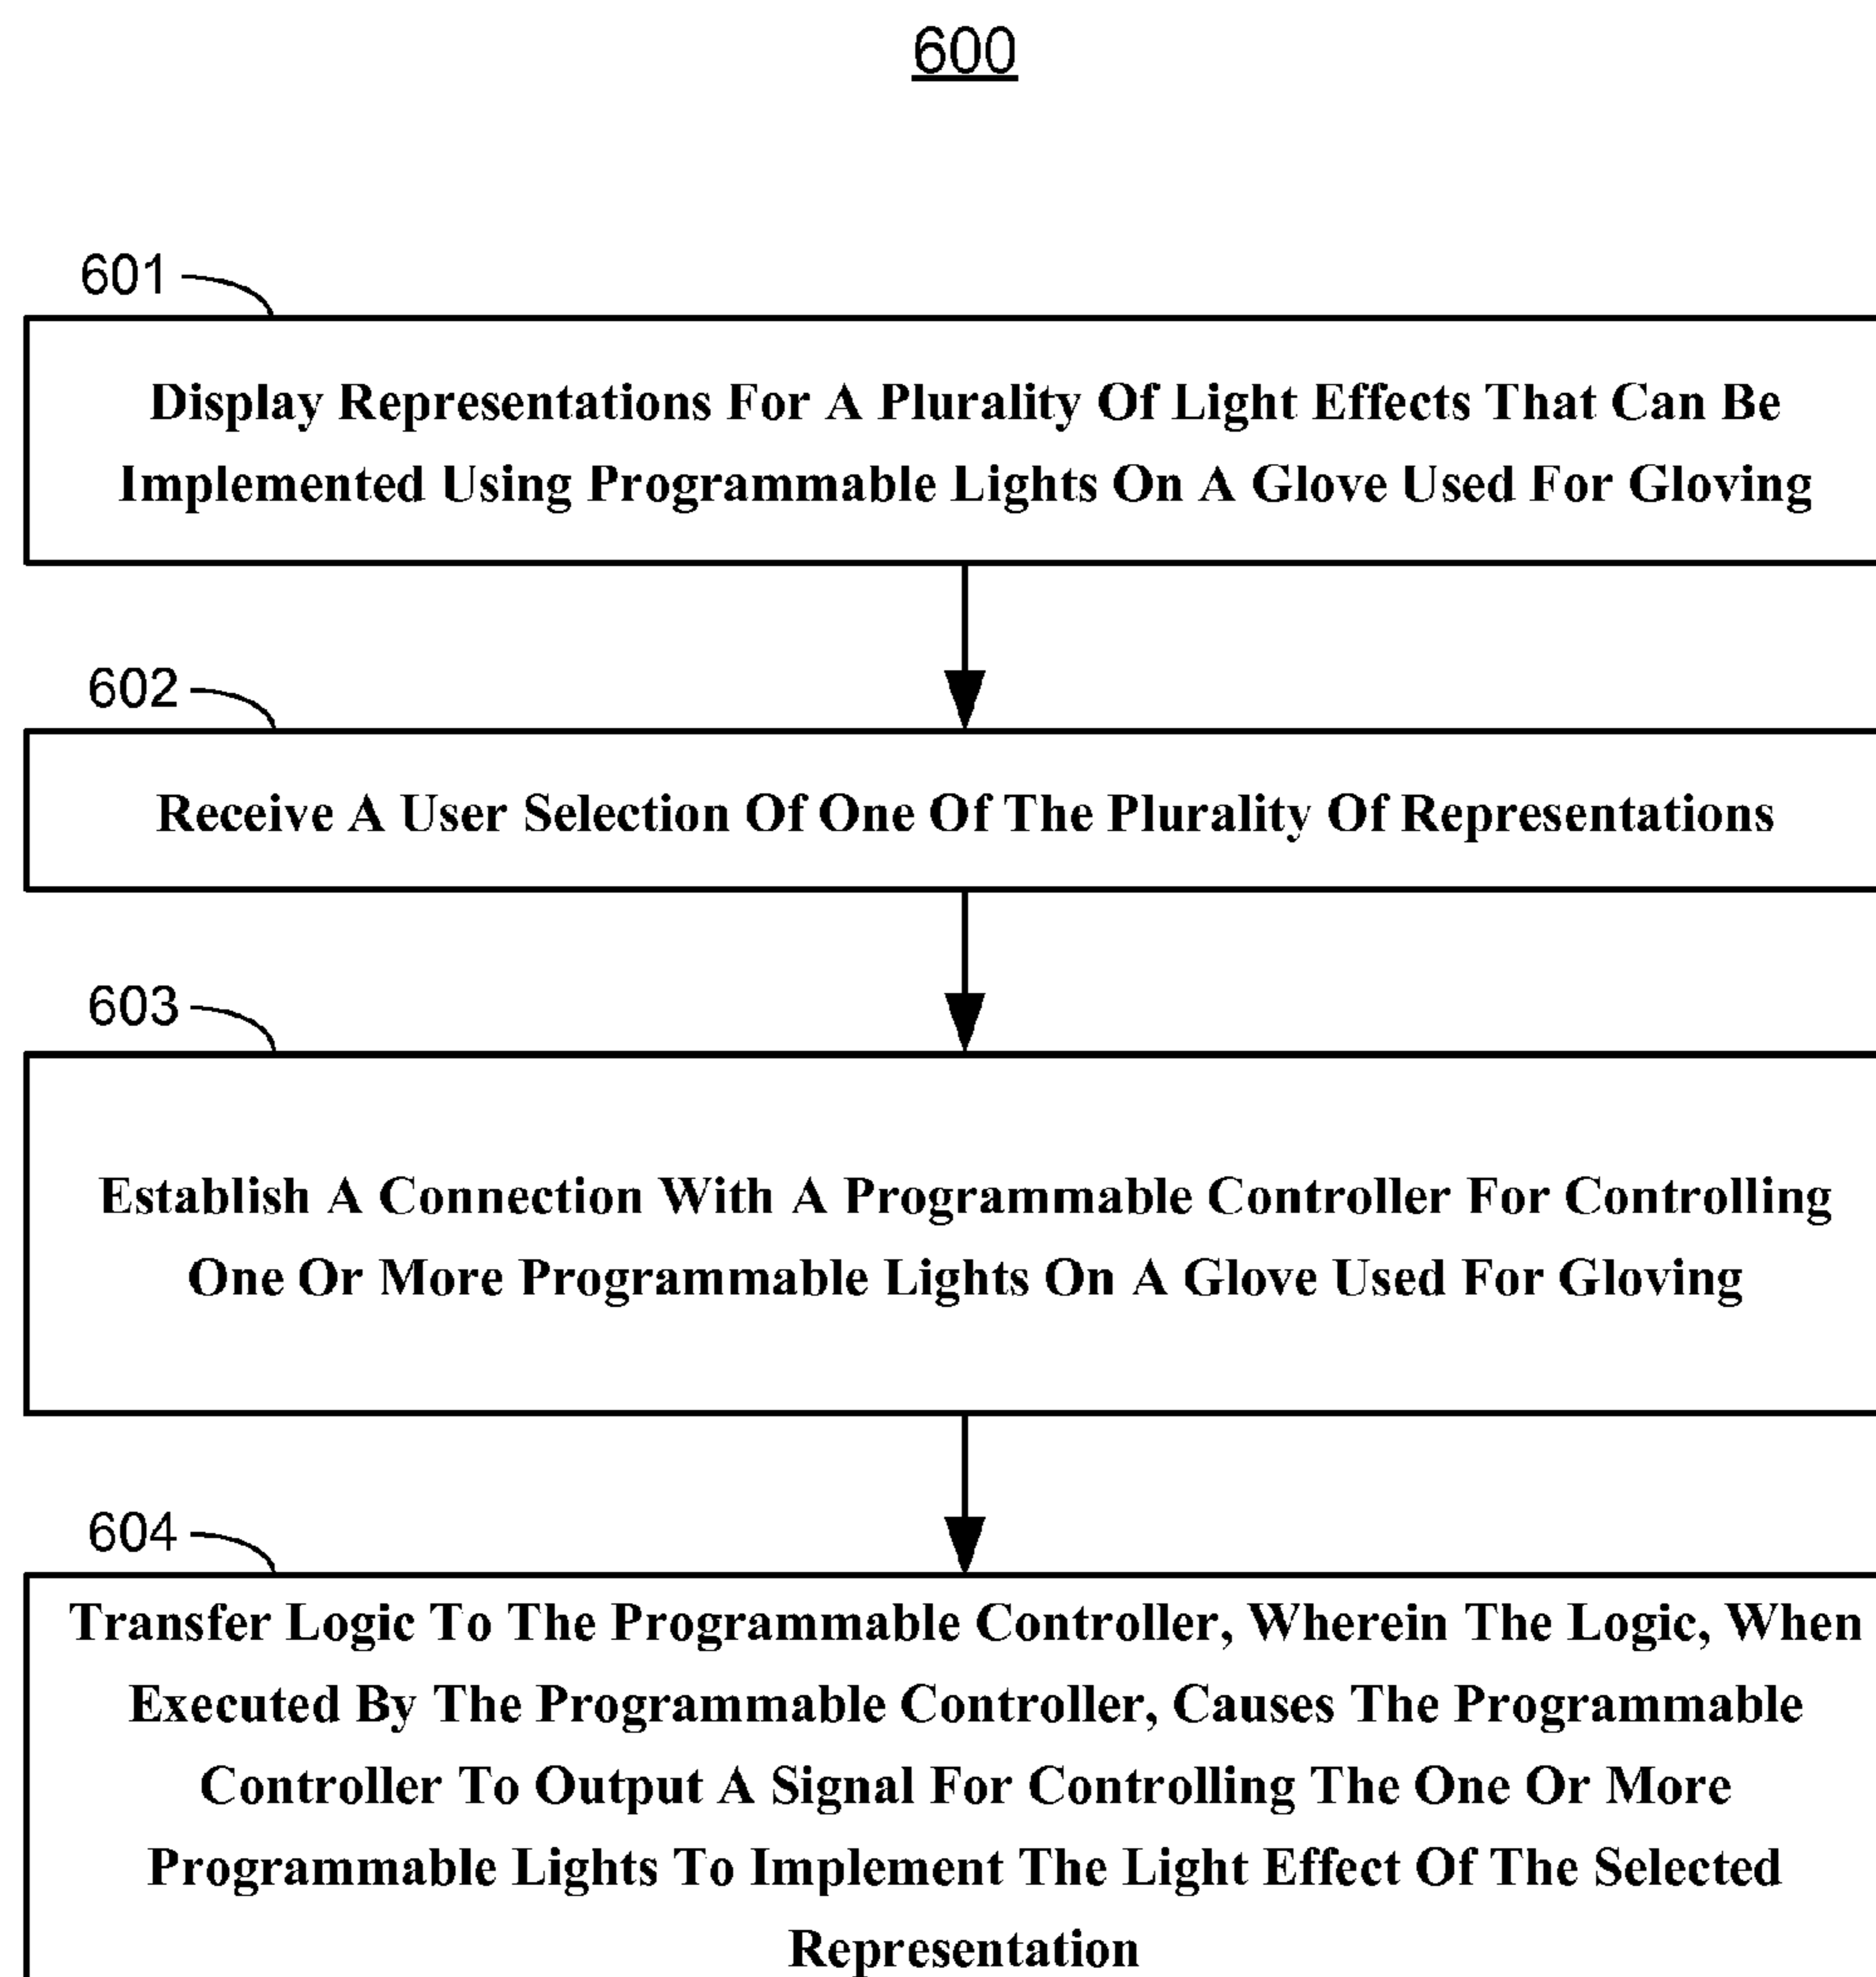 600
601
Display Representations For A Plurality Of Light Effects That Can Be
Implemented Using Programmable Lights On A Glove Used For Gloving
602
Receive A User Selection Of One Of The Plurality Of Representations
603
Establish A Connection With A Programmable Controller For Controlling
One Or More Programmable Lights On A Glove Used For Gloving
604
Transfer Logic To The Programmable Controller, Wherein The Logic, When
Executed By The Programmable Controller, Causes The Programmable
Controller To Output A Signal For Controlling The One Or More
Programmable Lights To Implement The Light Effect Of The Selected
Representation